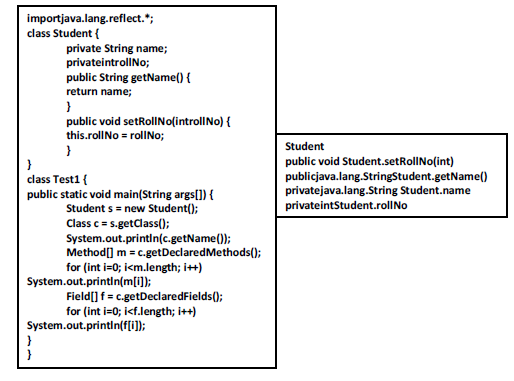 importjava.lang.reflect.*;
class Student {
private String name;
privateintrollNo;
public String getName() {
return name;
}
public void setRollNo(introllNo) {
this.rollNo = rollNo;
}
}
class Test1 {
public static void main(String args[]) {
Student s = new Student();
Class c = s.getClass();
System.out.println(c.getName());
Method[] m = c.getDeclaredMethods();
for (int i=0; i<m.length; i++)
System.out.println(m[i]);
Field[] f = c.getDeclaredFields();
for (int i=0; i<f.length; i++)
System.out.println(f[i]);
}
}
Student
public void Student.setRollNo(int)
publicjava.lang.StringStudent.getName()
privatejava.lang.String Student.name
privateintStudent.rollNo